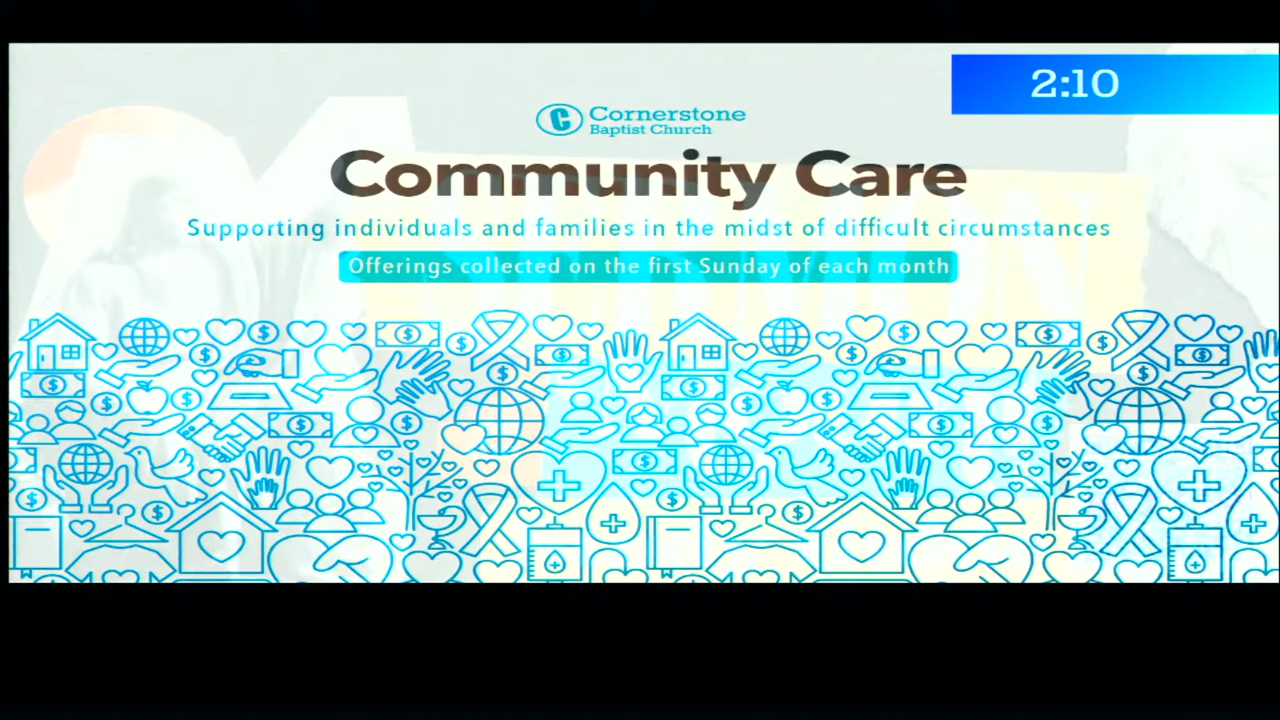 2:10
Cornerstone
Baptist Church
Community Care
Supporting individuals and families in the midst of difficult circumstances
Offerings collected on the first Sunday of each month